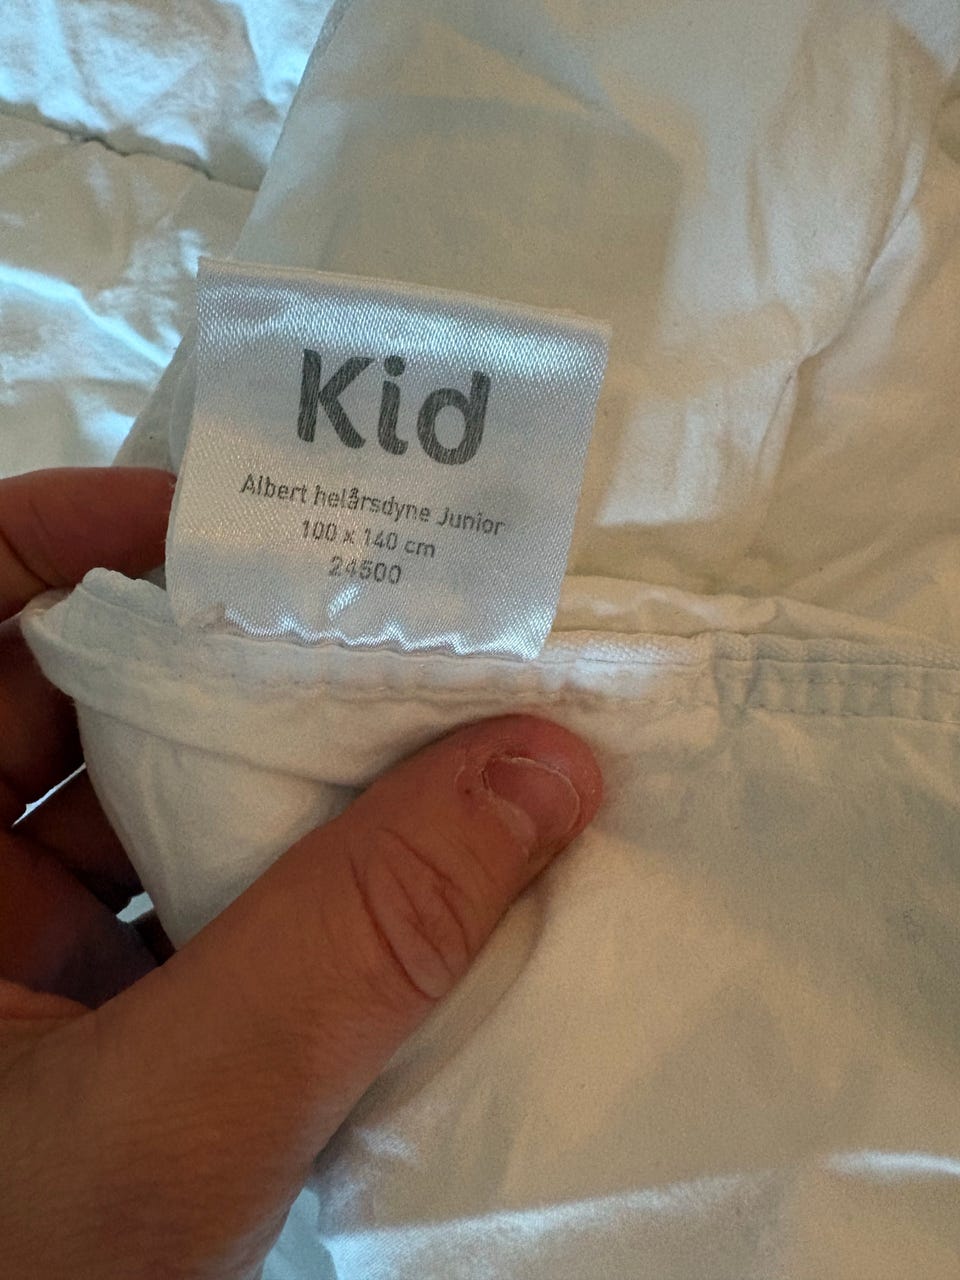 Kid
Albert helårsdyne Junior
100 x 140 cm
24500